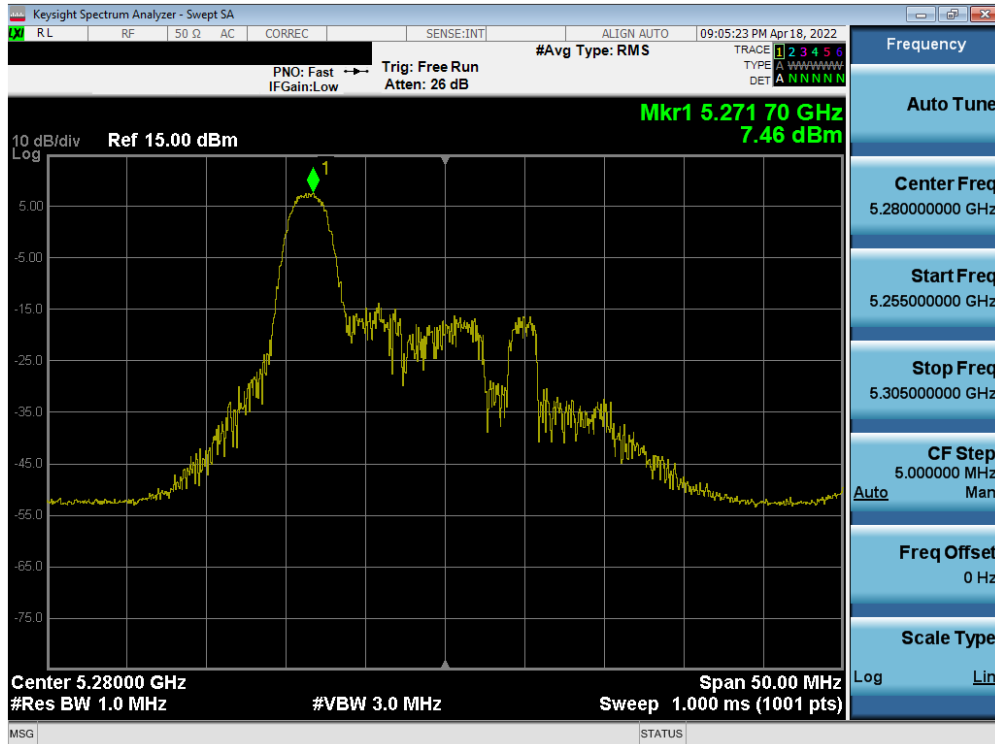 Keysight Spectrum Analyzer - Swept SA
LXI RL RF 50 Ω AC CORREC SENSE:INT ALIGN AUTO 09:05:23 PM Apr 18, 2022
PNO: Fast
IFGain:Low
Trig: Free Run
Atten: 26 dB
#Avg Type: RMS
TRACE 1 2 3 4 5 6
TYPE A WWWWW
DET A N N N N N
Mkr1 5.271 70 GHz
7.46 dBm
10 dB/div Ref 15.00 dBm
Log
1
5.00
-5.00
-15.0
-25.0
-35.0
-45.0
-55.0
-65.0
-75.0
Center 5.28000 GHz Span 50.00 MHz
#Res BW 1.0 MHz #VBW 3.0 MHz Sweep 1.000 ms (1001 pts)
MSG STATUS
Frequency
Auto Tune
Center Freq
5.280000000 GHz
Start Freq
5.255000000 GHz
Stop Freq
5.305000000 GHz
CF Step
5.000000 MHz
Auto Man
Freq Offset
0 Hz
Scale Type
Log Lin